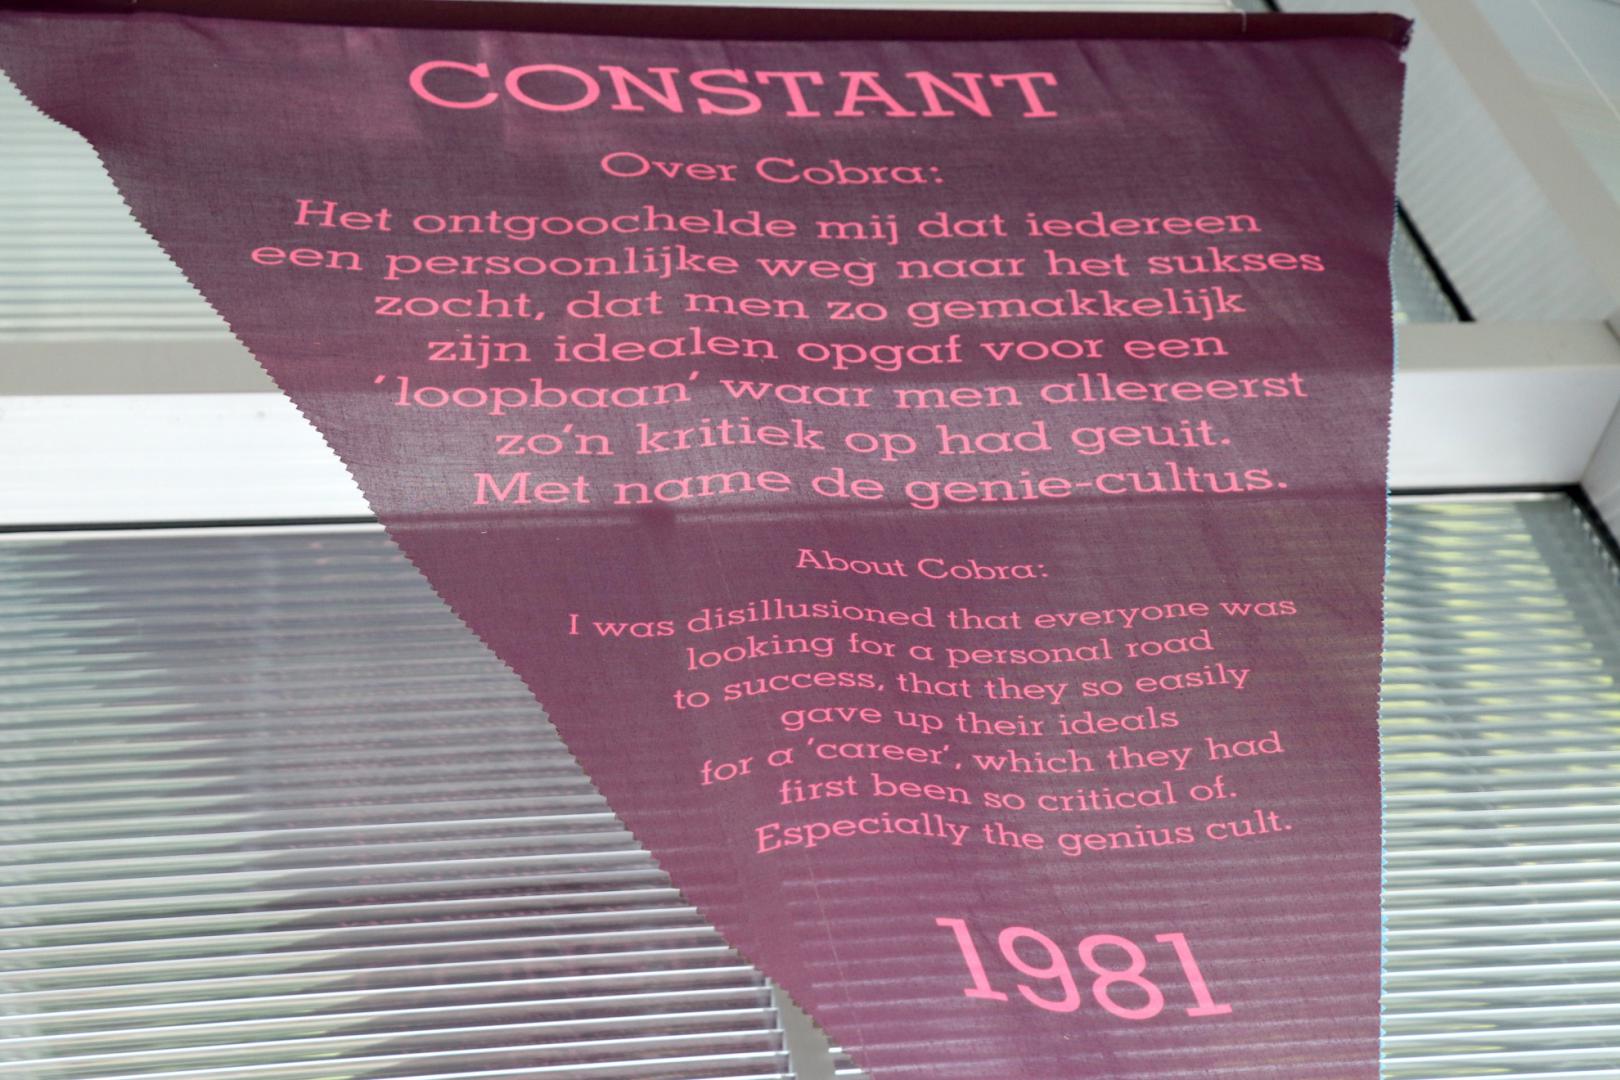 CONSTANT
Over Cobra:
Het ontgoochelde mij dat iedereen
een persoonlijke weg naar het sukses
zocht, dat men zo gemakkelijk
zijn idealen opgaf voor een
'loopbaan' waar men allereerst
zo'n kritiek op had geuit.
Met name de genie-cultus.
About Cobra:
I was disillusioned that everyone was
looking for a personal road
to success, that they so easily
gave up their ideals
for a 'career', which they had
first been so critical of.
Especially the genius cult.
1981